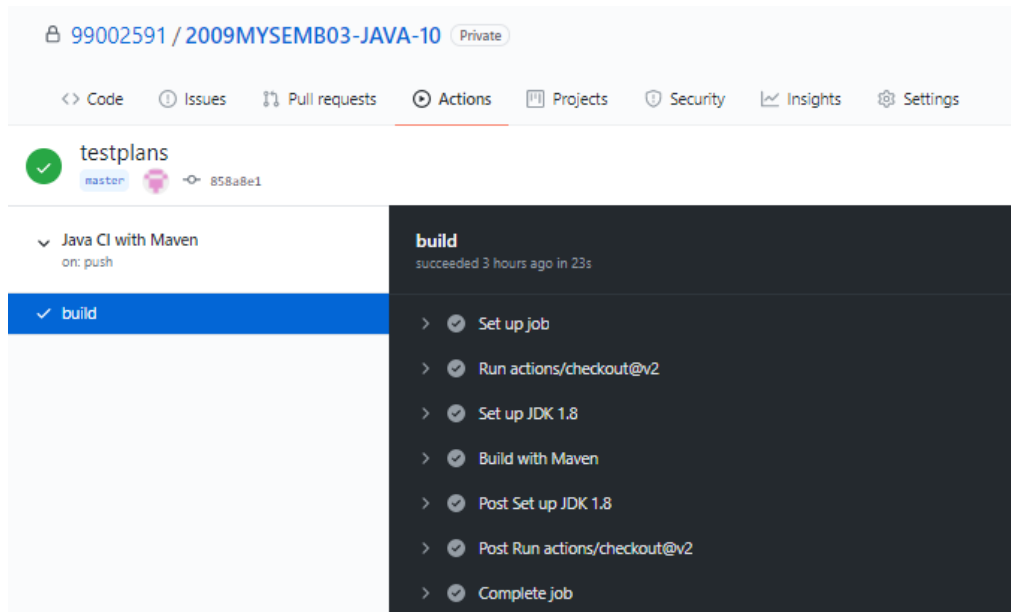 99002591 / 2009MYSEMB03-JAVA-10 Private
<> Code Issues Pull requests Actions Projects Security Insights Settings
testplans
master 858a8e1
Java CI with Maven
on: push
build
build
succeeded 3 hours ago in 23s
Set up job
Run actions/checkout@v2
Set up JDK 1.8
Build with Maven
Post Set up JDK 1.8
Post Run actions/checkout@v2
Complete job